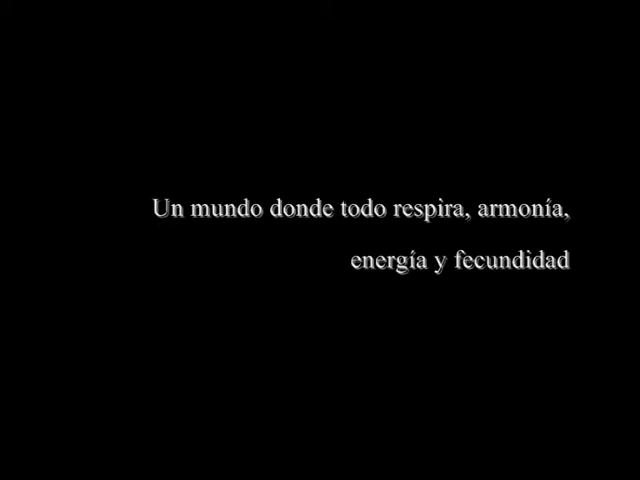 Un mundo donde todo respira, armonía,
energía y fecundidad